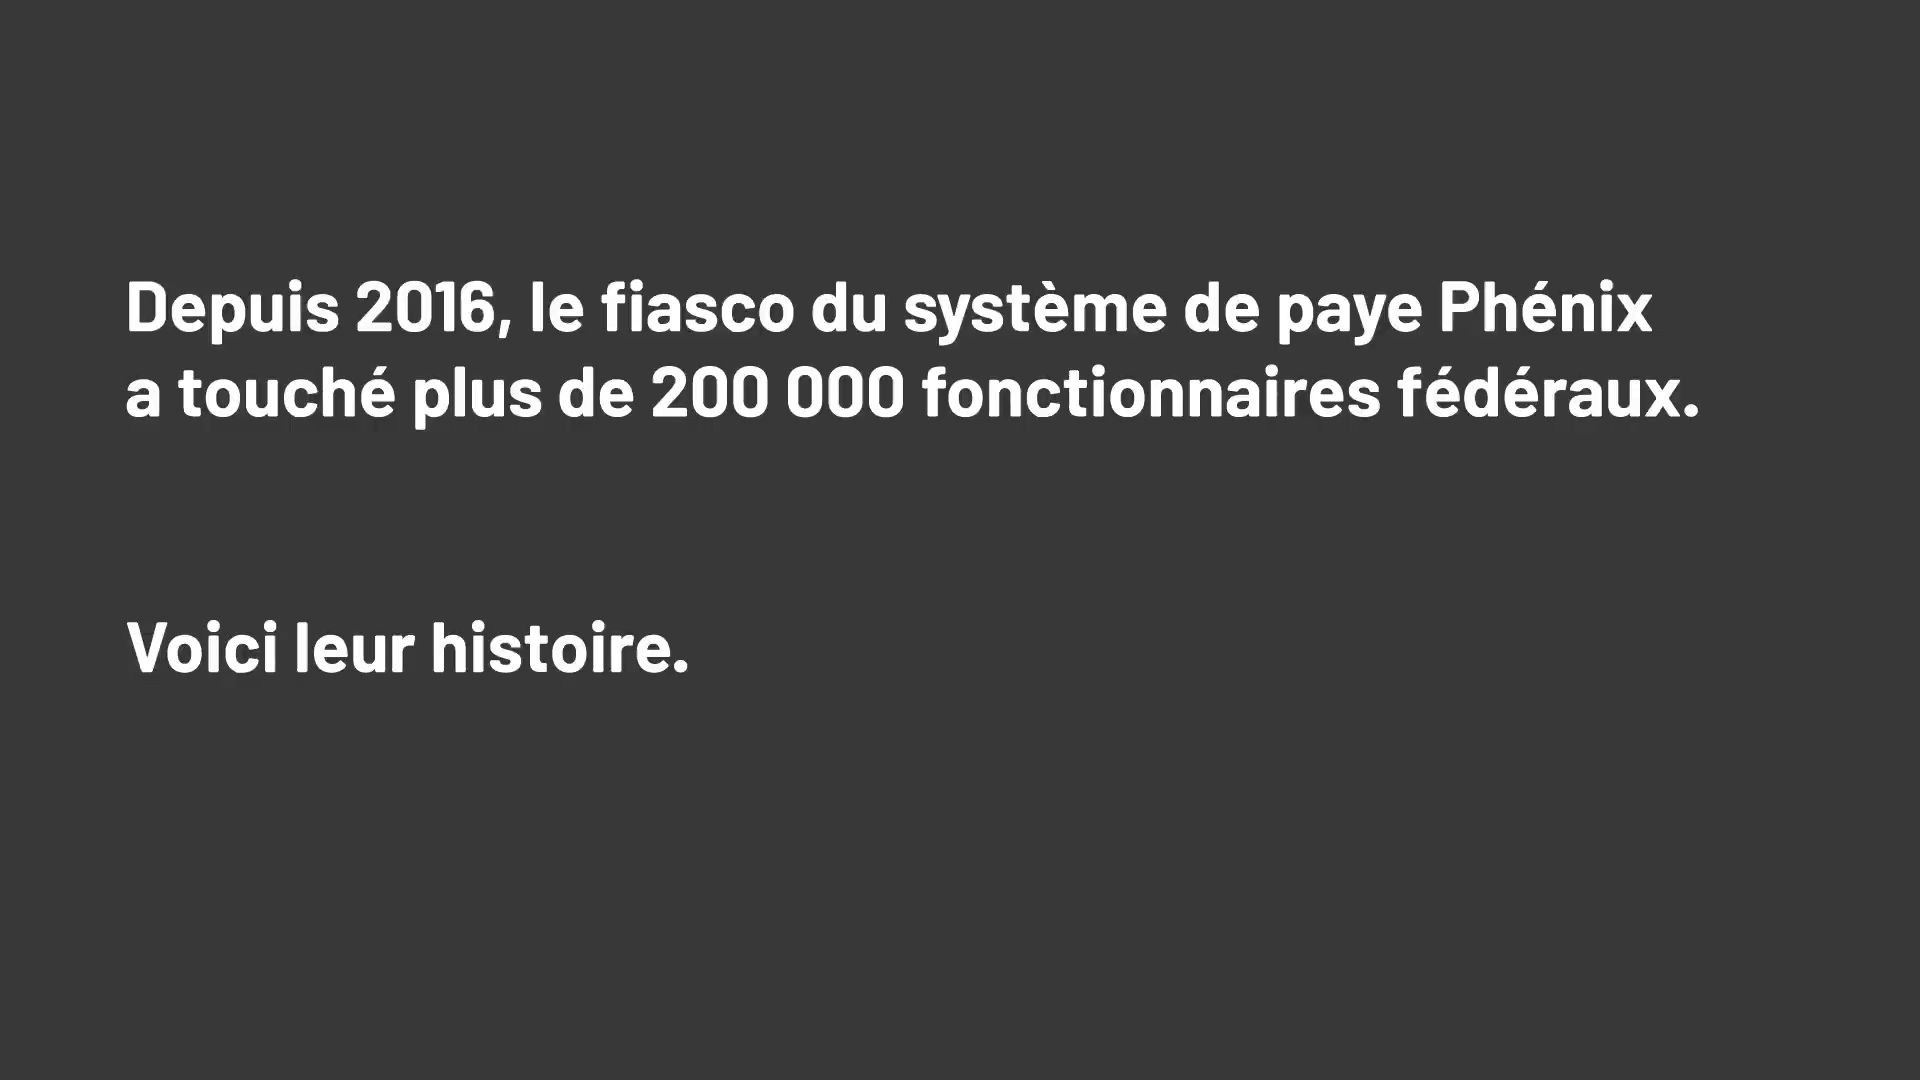 Depuis 2016, le fiasco du système de paye Phénix
a touché plus de 200 000 fonctionnaires fédéraux.
Voici leur histoire.